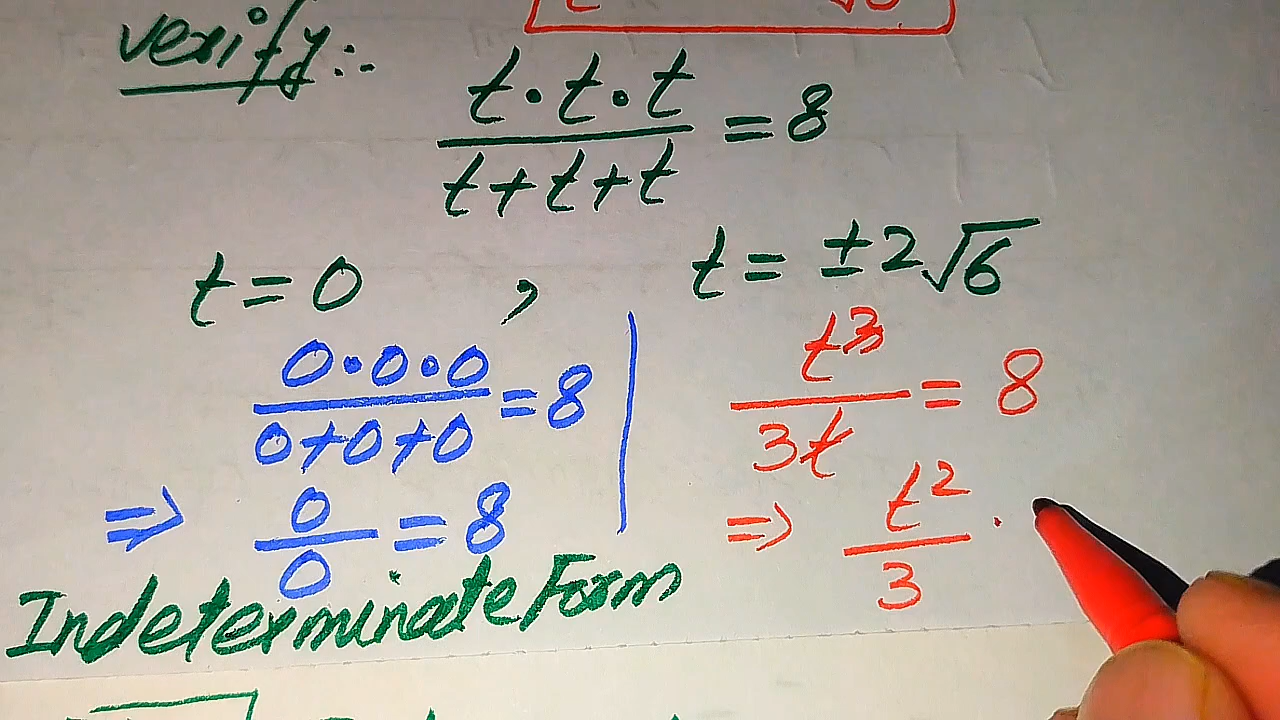 verify:-
t·t·t / t+t+t = 8
t = 0 , t = ±2√6
0·0·0 / 0+0+0 = 8
⇒ 0/0 = 8
Indeterminate Form
t³ / 3t = 8
⇒ t²/3